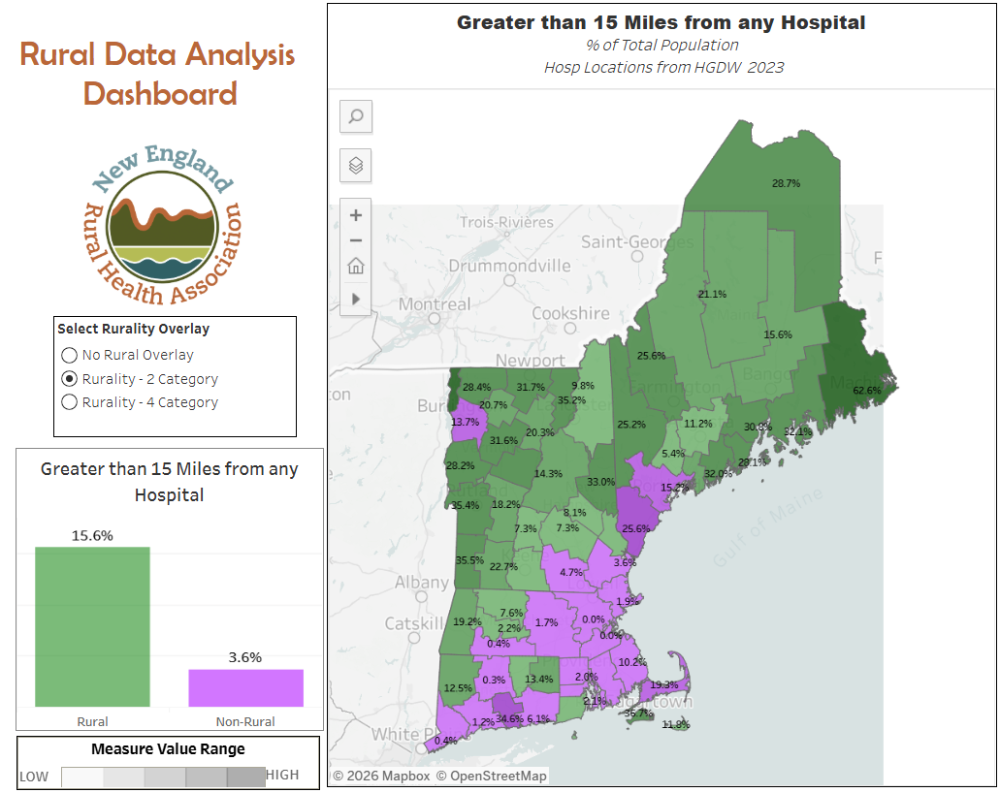 Rural Data Analysis
Dashboard
New England
Rural Health Association
Select Rurality Overlay
No Rural Overlay
Rurality - 2 Category
Rurality - 4 Category
Greater than 15 Miles from any
Hospital
15.6%
3.6%
Rural
Non-Rural
Measure Value Range
LOW
HIGH
Greater than 15 Miles from any Hospital
% of Total Population
Hosp Locations from HGDW 2023
28.7%
Trois-Rivières
Saint-Georges
Drummondville
21.1%
Montreal
Cookshire
15.6%
Newport
25.6%
62.6%
28.4%
31.7%
9.8%
35.2%
20.7%
13.7%
20.3%
31.6%
25.2%
11.2%
30.8%
32.1%
5.4%
28.2%
14.3%
33.0%
32.0%
28.1%
15.2%
35.4%
18.2%
8.1%
7.3%
7.3%
25.6%
Gulf of Maine
35.5%
22.7%
4.7%
3.6%
Albany
1.9%
Catskill
19.2%
7.6%
2.2%
1.7%
0.0%
0.0%
0.4%
10.2%
12.5%
0.3%
13.4%
2.0%
19.3%
2.1%
36.7%
11.8%
1.2%
34.6%
6.1%
White P
0.4%
© 2026 Mapbox © OpenStreetMap